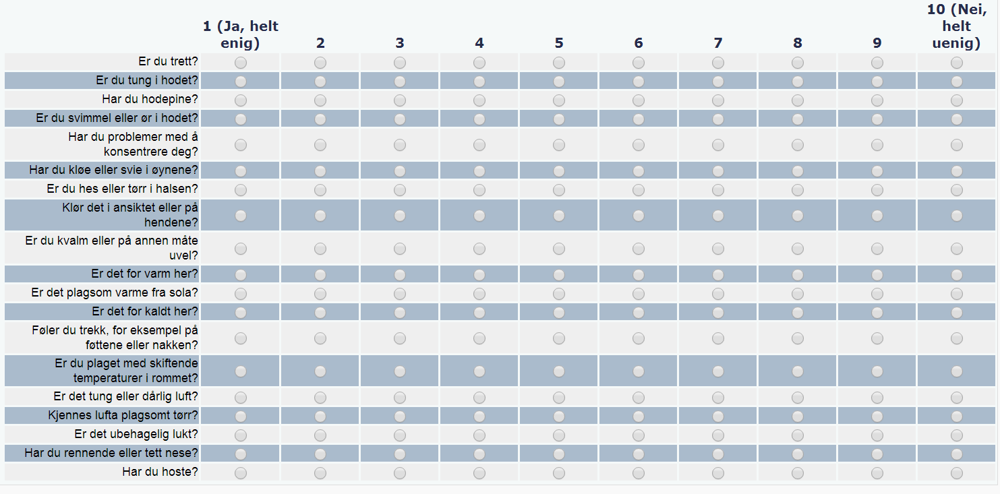 1 (Ja, helt enig) 2 3 4 5 6 7 8 9 10 (Nei, helt uenig)
Er du trett?
Er du tung i hodet?
Har du hodepine?
Er du svimmel eller ør i hodet?
Har du problemer med å
konsentrere deg?
Har du kløe eller svie i øynene?
Er du hes eller tørr i halsen?
Klør det i ansiktet eller på
hendene?
Er du kvalm eller på annen måte
uvel?
Er det for varm her?
Er det plagsom varme fra sola?
Er det for kaldt her?
Føler du trekk, for eksempel på
føttene eller nakken?
Er du plaget med skiftende
temperaturer i rommet?
Er det tung eller dårlig luft?
Kjennes lufta plagsomt tørr?
Er det ubehagelig lukt?
Har du rennende eller tett nese?
Har du hoste?